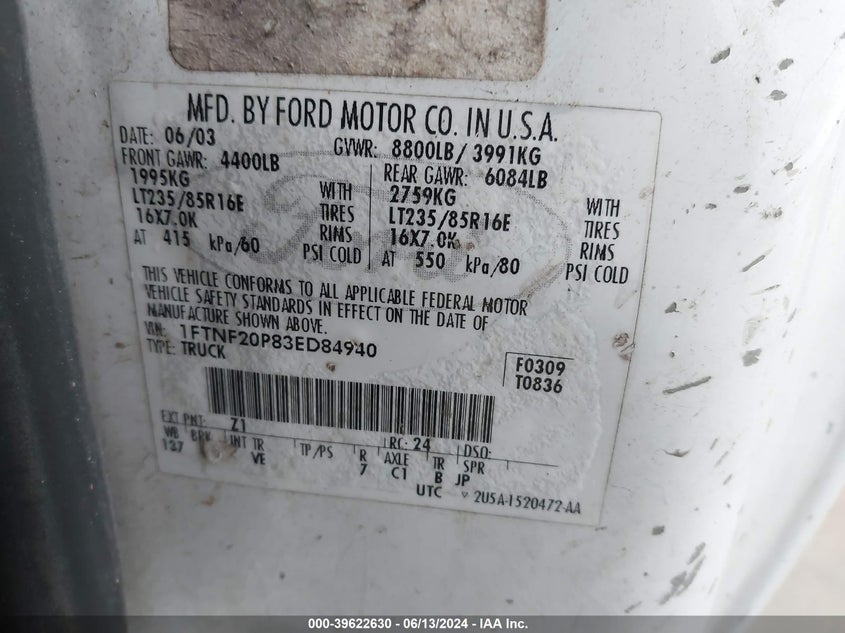 MFD. BY FORD MOTOR CO. IN U.S.A.
DATE: 06/03 GVWR: 8800LB/ 3991KG
FRONT GAWR: 4400LB REAR GAWR: 6084LB
1995KG WITH 2759KG WITH
LT235/85R16E TIRES LT235/85R16E TIRES
16X7.0K RIMS 16X7.0K RIMS
AT 415 kPa/60 PSI COLD AT 550 kPa/80 PSI COLD
THIS VEHICLE CONFORMS TO ALL APPLICABLE FEDERAL MOTOR
VEHICLE SAFETY STANDARDS IN EFFECT ON THE DATE OF
MANUFACTURE SHOWN ABOVE.
VIN: 1FTNF20P83ED84940
TYPE: TRUCK
F0309
T0836
EXT PNT: Z1 RC: 24 DSO:
WB BRK INT TR TP/PS R AXLE TR SPR
137 VE 7 C1 B JP
UTC ▽ 2U5A-1520472-AA
Ford
000-39622630 - 06/13/2024 - IAA Inc.